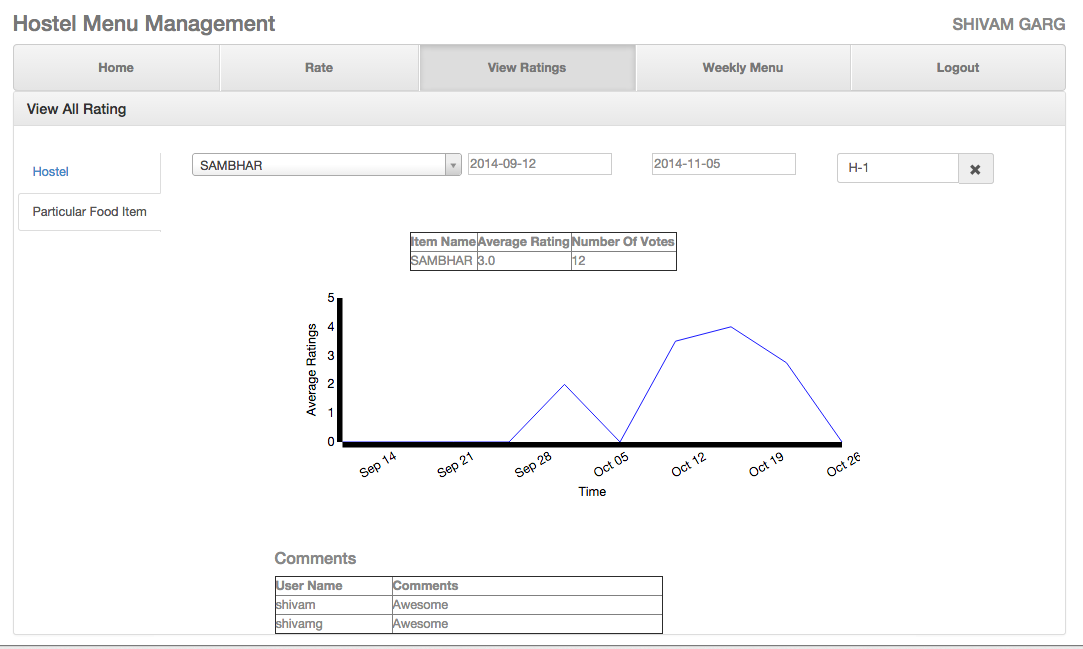 Hostel Menu Management
SHIVAM GARG
Home Rate View Ratings Weekly Menu Logout
View All Rating
Hostel
Particular Food Item
SAMBHAR 2014-09-12 2014-11-05 H-1
Item Name Average Rating Number Of Votes
SAMBHAR 3.0 12
Average Ratings
5
4
3
2
1
0
Sep 14 Sep 21 Sep 28 Oct 05 Oct 12 Oct 19 Oct 26
Time
Comments
User Name Comments
shivam Awesome
shivamg Awesome